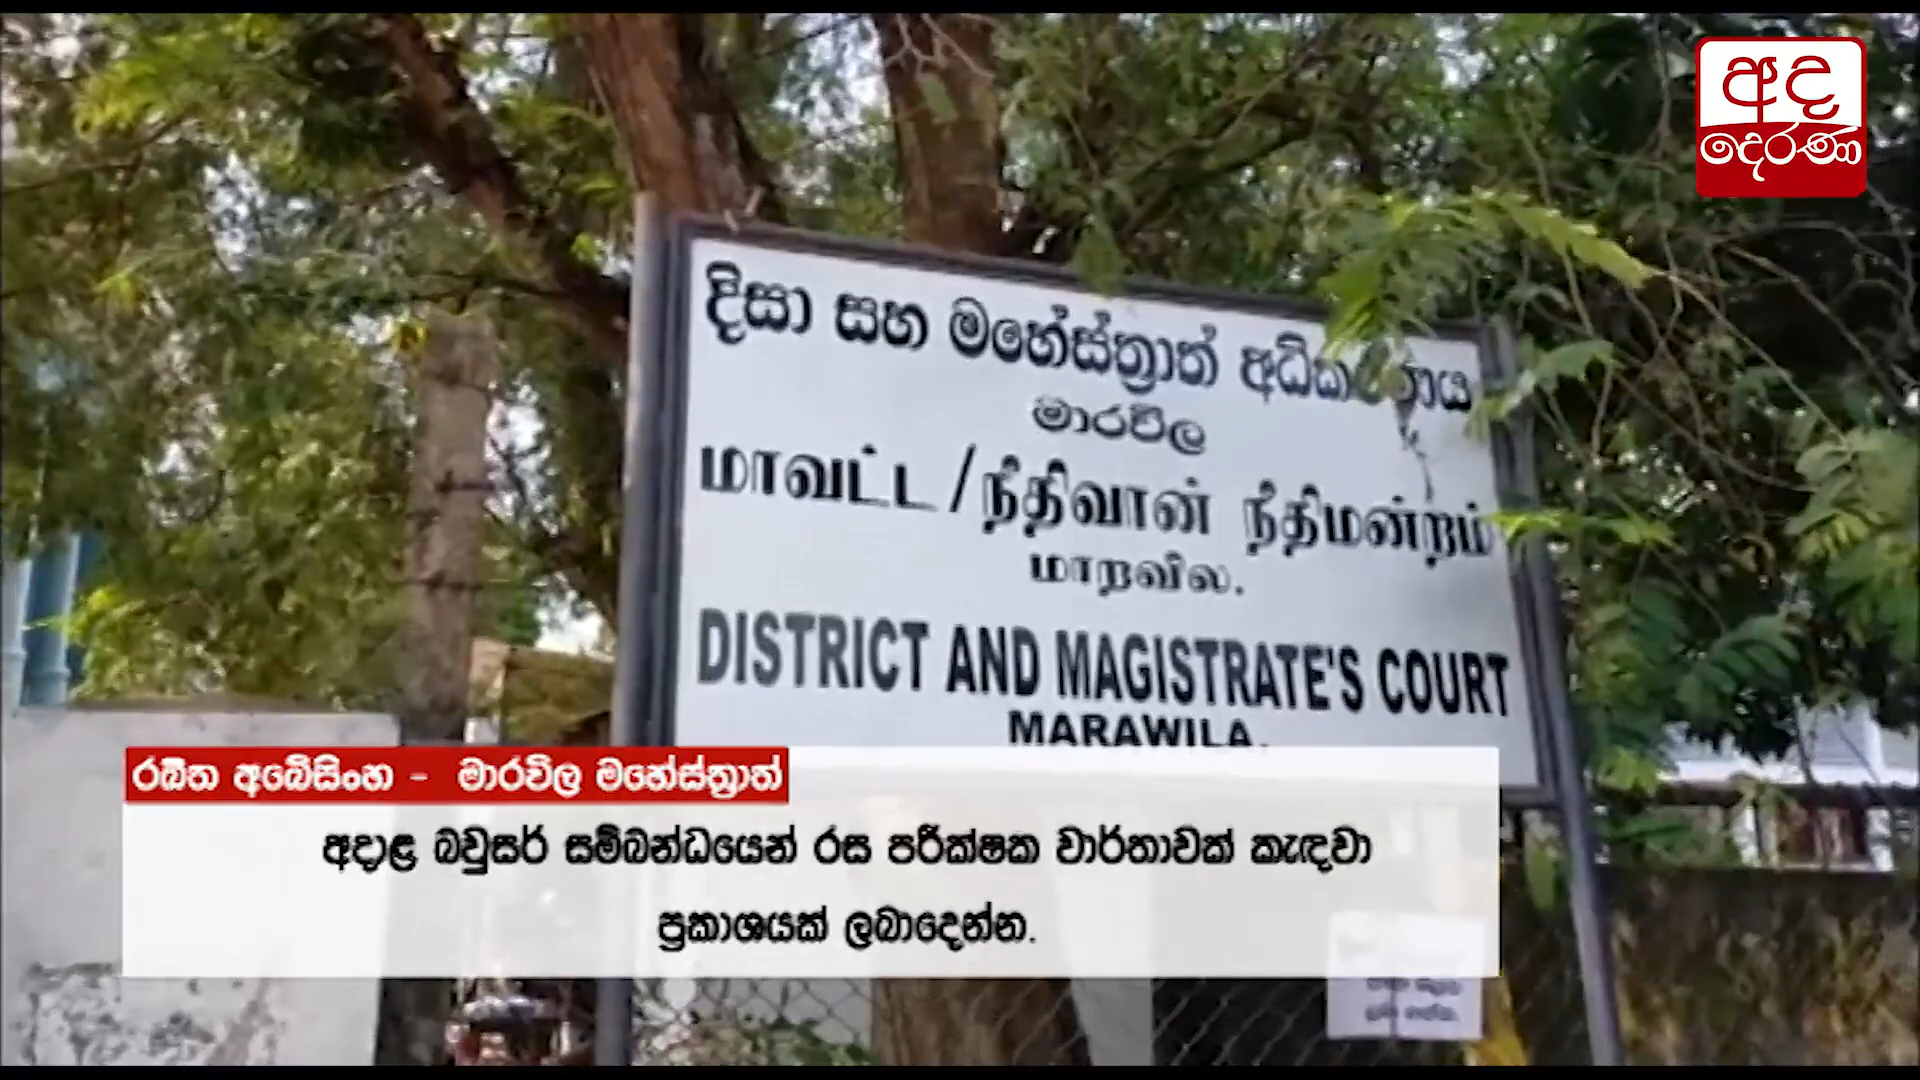 අද
දෙරණ
දිසා සහ මහේස්ත්‍රාත් අධිකරණය
මාරවිල
மாவட்ட/நீதிவான் நீதிமன்றம்
மாறவில.
DISTRICT AND MAGISTRATE'S COURT
MARAWILA.
රඛිත අබේසිංහ - මාරවිල මහේස්ත්‍රාත්
අදාළ බවුසර් සම්බන්ධයෙන් රස පරීක්ෂක වාර්තාවක් කැඳවා
ප්‍රකාශයක් ලබාදෙන්න.